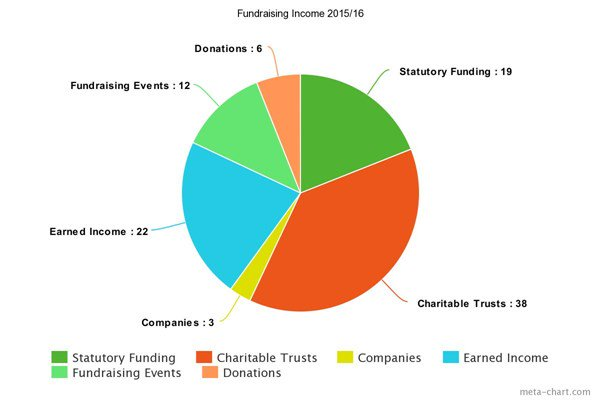 Fundraising Income 2015/16
Donations : 6
Statutory Funding : 19
Fundraising Events : 12
Earned Income : 22
Charitable Trusts : 38
Companies : 3
Statutory Funding Charitable Trusts Companies Earned Income
Fundraising Events Donations
meta-chart.com